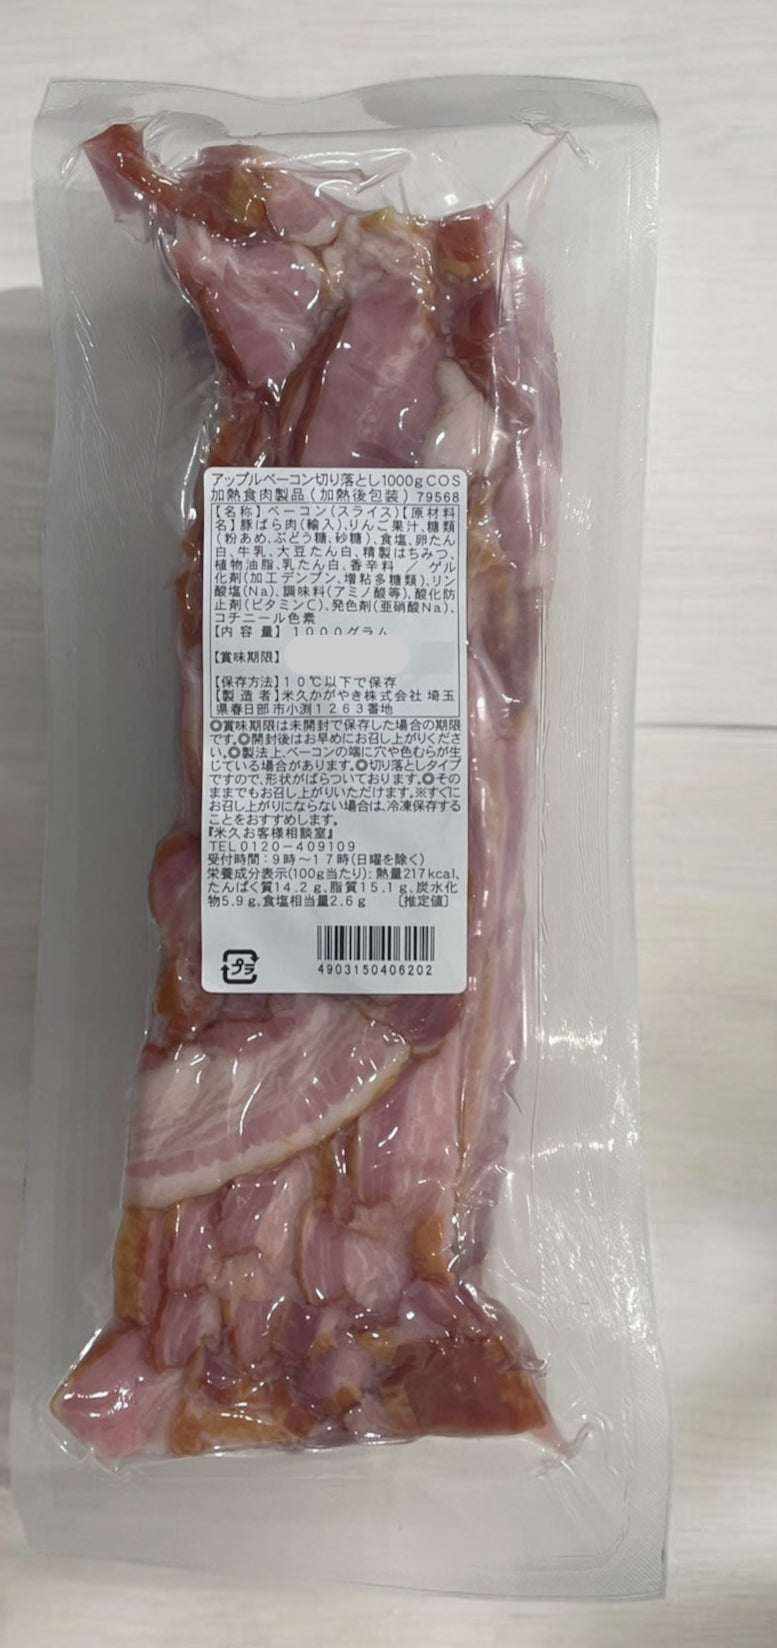 アップルベーコン切り落とし1000gCOS
加熱食肉製品(加熱後包装) 79568
【名称】ベーコン(スライス)【原材料
名】豚ばら肉(輸入)、りんご果汁、糖類
(粉あめ、ぶどう糖、砂糖)、食塩、卵たん
白、牛乳、大豆たん白、精製はちみつ、
植物油脂、乳たん白、香辛料 / ゲル
化剤(加工デンプン、増粘多糖類)、リン
酸塩(Na)、調味料(アミノ酸等)、酸化防
止剤(ビタミンC)、発色剤(亜硝酸Na)、
コチニール色素
【内容量】1000グラム
【賞味期限】
【保存方法】10℃以下で保存
【製造者】米久かがやき株式会社 埼玉
県春日部市小渕1263番地
◎賞味期限は未開封で保存した場合の期限
です。◎開封後はお早めにお召し上がりくださ
い。◎製法上、ベーコンの端に穴や色むらが生
じている場合があります。◎切り落としタイプ
ですので、形状がばらついております。◎その
ままでもお召し上がりいただけます。※すぐに
お召し上がりにならない場合は、冷凍保存する
ことをおすすめします。
『米久お客様相談室』
TEL0120-409109
受付時間:9時~17時(日曜を除く)
栄養成分表示(100g当たり):熱量217kcal、
たんぱく質14.2g、脂質15.1g、炭水化
物5.9g、食塩相当量2.6g [推定値]
プラ
4903150406202